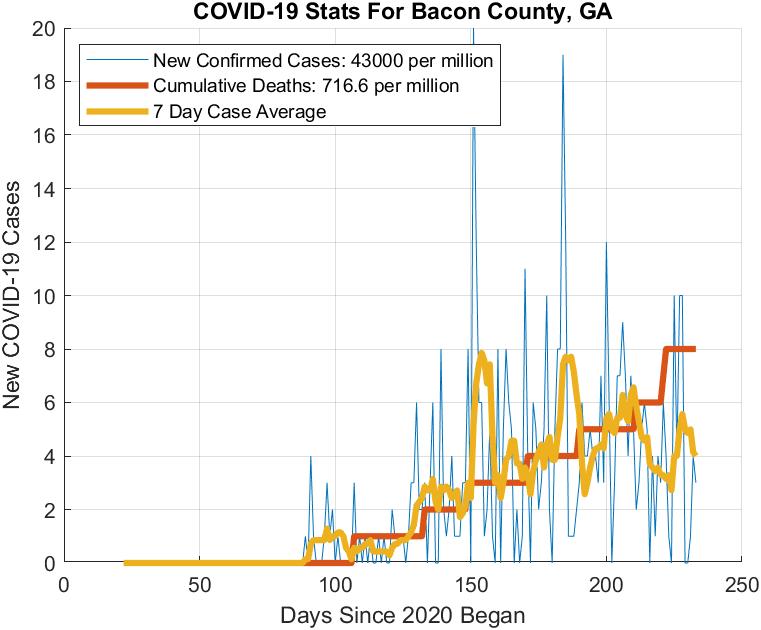 COVID-19 Stats For Bacon County, GA
New Confirmed Cases: 43000 per million
Cumulative Deaths: 716.6 per million
7 Day Case Average
New COVID-19 Cases
20
18
16
14
12
10
8
6
4
2
0
0 50 100 150 200 250
Days Since 2020 Began